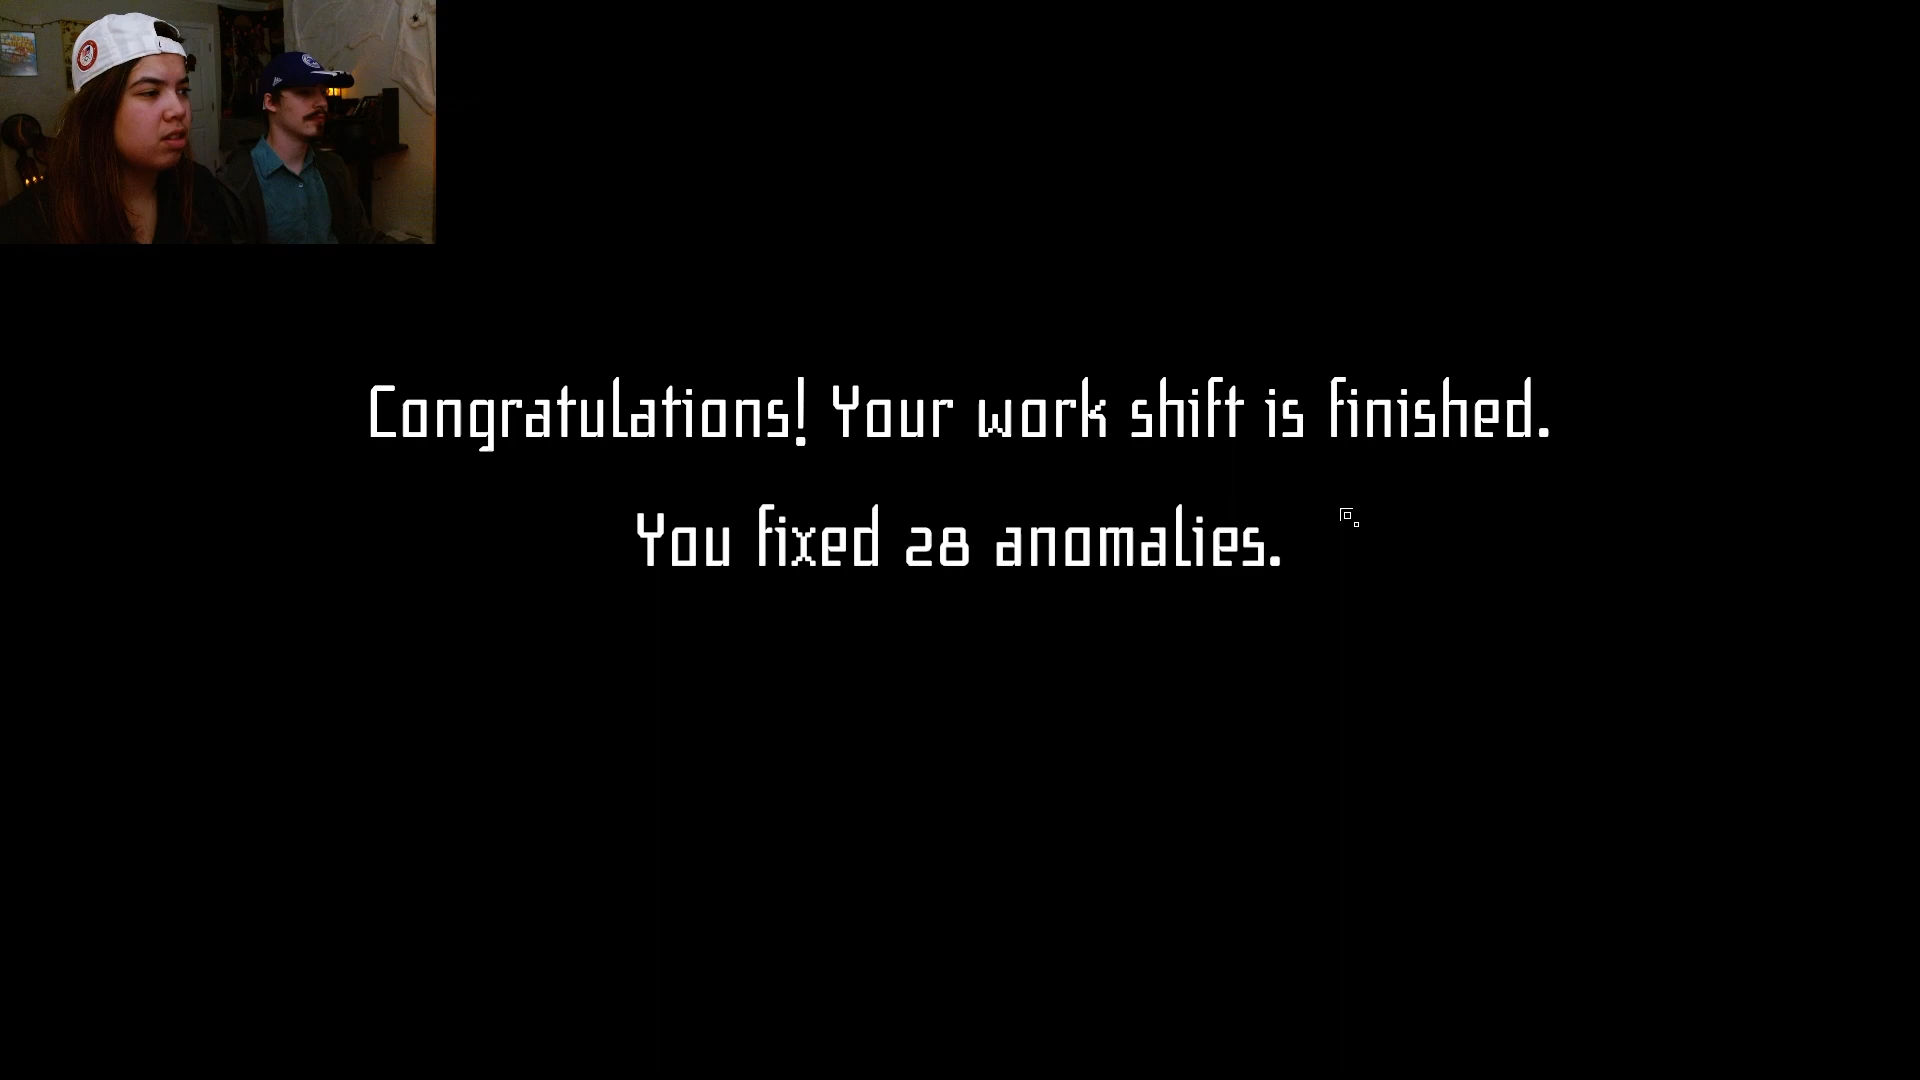 Congratulations! Your work shift is finished.
You fixed 28 anomalies.